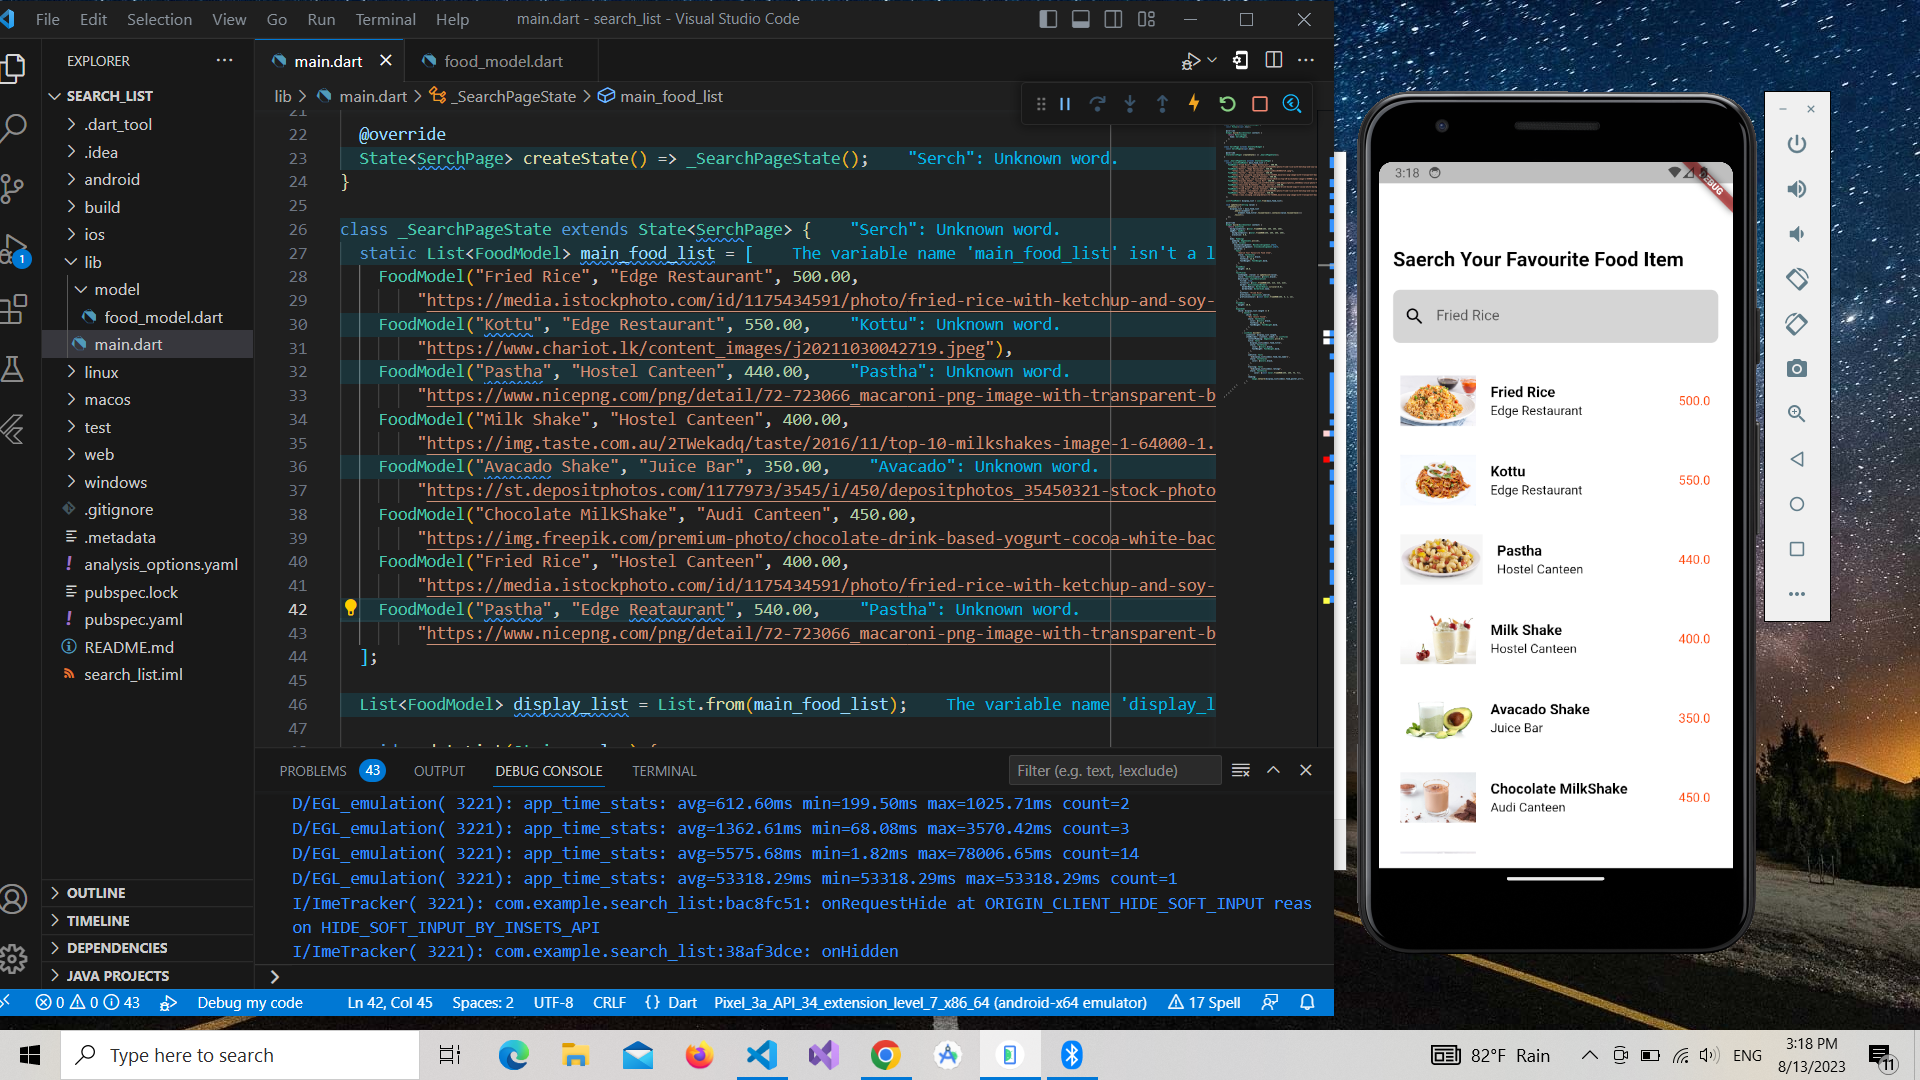 File Edit Selection View Go Run Terminal Help main.dart - search_list - Visual Studio Code
EXPLORER
SEARCH_LIST
.dart_tool
.idea
android
build
ios
1
lib
model
food_model.dart
main.dart
linux
macos
test
web
windows
.gitignore
.metadata
! analysis_options.yaml
pubspec.lock
! pubspec.yaml
README.md
search_list.iml
OUTLINE
TIMELINE
DEPENDENCIES
JAVA PROJECTS
main.dart food_model.dart
lib > main.dart > _SearchPageState > main_food_list
21
22 @override
23 State<SerchPage> createState() => _SearchPageState(); "Serch": Unknown word.
24 }
25
26 class _SearchPageState extends State<SerchPage> { "Serch": Unknown word.
27 static List<FoodModel> main_food_list = [ The variable name 'main_food_list' isn't a l
28 FoodModel("Fried Rice", "Edge Restaurant", 500.00,
29 "https://media.istockphoto.com/id/1175434591/photo/fried-rice-with-ketchup-and-soy-
30 FoodModel("Kottu", "Edge Restaurant", 550.00, "Kottu": Unknown word.
31 "https://www.chariot.lk/content_images/j20211030042719.jpeg"),
32 FoodModel("Pastha", "Hostel Canteen", 440.00, "Pastha": Unknown word.
33 "https://www.nicepng.com/png/detail/72-723066_macaroni-png-image-with-transparent-b
34 FoodModel("Milk Shake", "Hostel Canteen", 400.00,
35 "https://img.taste.com.au/2TWekadq/taste/2016/11/top-10-milkshakes-image-1-64000-1.
36 FoodModel("Avacado Shake", "Juice Bar", 350.00, "Avacado": Unknown word.
37 "https://st.depositphotos.com/1177973/3545/i/450/depositphotos_35450321-stock-photo
38 FoodModel("Chocolate MilkShake", "Audi Canteen", 450.00,
39 "https://img.freepik.com/premium-photo/chocolate-drink-based-yogurt-cocoa-white-bac
40 FoodModel("Fried Rice", "Hostel Canteen", 400.00,
41 "https://media.istockphoto.com/id/1175434591/photo/fried-rice-with-ketchup-and-soy-
42 FoodModel("Pastha", "Edge Reataurant", 540.00, "Pastha": Unknown word.
43 "https://www.nicepng.com/png/detail/72-723066_macaroni-png-image-with-transparent-b
44 ];
45
46 List<FoodModel> display_list = List.from(main_food_list); The variable name 'display_l
47
PROBLEMS 43 OUTPUT DEBUG CONSOLE TERMINAL Filter (e.g. text, !exclude)
D/EGL_emulation( 3221): app_time_stats: avg=612.60ms min=199.50ms max=1025.71ms count=2
D/EGL_emulation( 3221): app_time_stats: avg=1362.61ms min=68.08ms max=3570.42ms count=3
D/EGL_emulation( 3221): app_time_stats: avg=5575.68ms min=1.82ms max=78006.65ms count=14
D/EGL_emulation( 3221): app_time_stats: avg=53318.29ms min=53318.29ms max=53318.29ms count=1
I/ImeTracker( 3221): com.example.search_list:bac8fc51: onRequestHide at ORIGIN_CLIENT_HIDE_SOFT_INPUT reas
on HIDE_SOFT_INPUT_BY_INSETS_API
I/ImeTracker( 3221): com.example.search_list:38af3dce: onHidden
>
0 0 43 Debug my code Ln 42, Col 45 Spaces: 2 UTF-8 CRLF {} Dart Pixel_3a_API_34_extension_level_7_x86_64 (android-x64 emulator) 17 Spell
3:18
DEBUG
Saerch Your Favourite Food Item
Fried Rice
Fried Rice
Edge Restaurant
500.0
Kottu
Edge Restaurant
550.0
Pastha
Hostel Canteen
440.0
Milk Shake
Hostel Canteen
400.0
Avacado Shake
Juice Bar
350.0
Chocolate MilkShake
Audi Canteen
450.0
Type here to search
82°F Rain
ENG
3:18 PM
8/13/2023
11